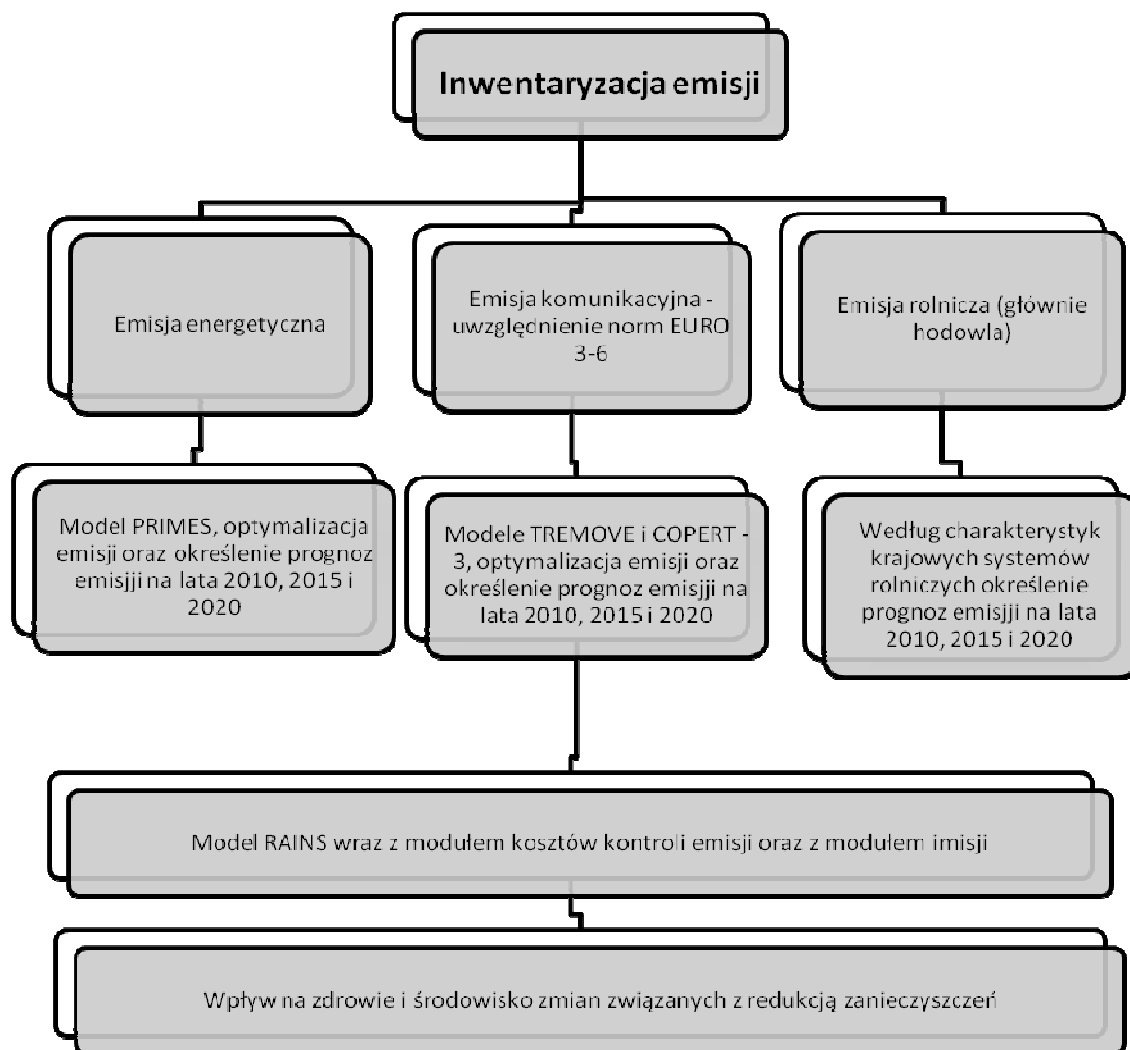 Inwentaryzacja emisji
Emisja energetyczna
Emisja komunikacyjna -
uwzględnienie norm EURO
3-6
Emisja rolnicza (głównie
hodowla)
Model PRIMES, optymalizacja
emisji oraz określenie prognoz
emisjji na lata 2010, 2015 i
2020
Modele TREMOVE i COPERT -
3, optymalizacja emisji oraz
określenie prognoz emisjji na
lata 2010, 2015 i 2020
Według charakterystyk
krajowych systemów
rolniczych określenie
prognoz emisjji na lata
2010, 2015 i 2020
Model RAINS wraz z modułem kosztów kontroli emisji oraz z modułem imisji
Wpływ na zdrowie i środowisko zmian związanych z redukcją zanieczyszczeń